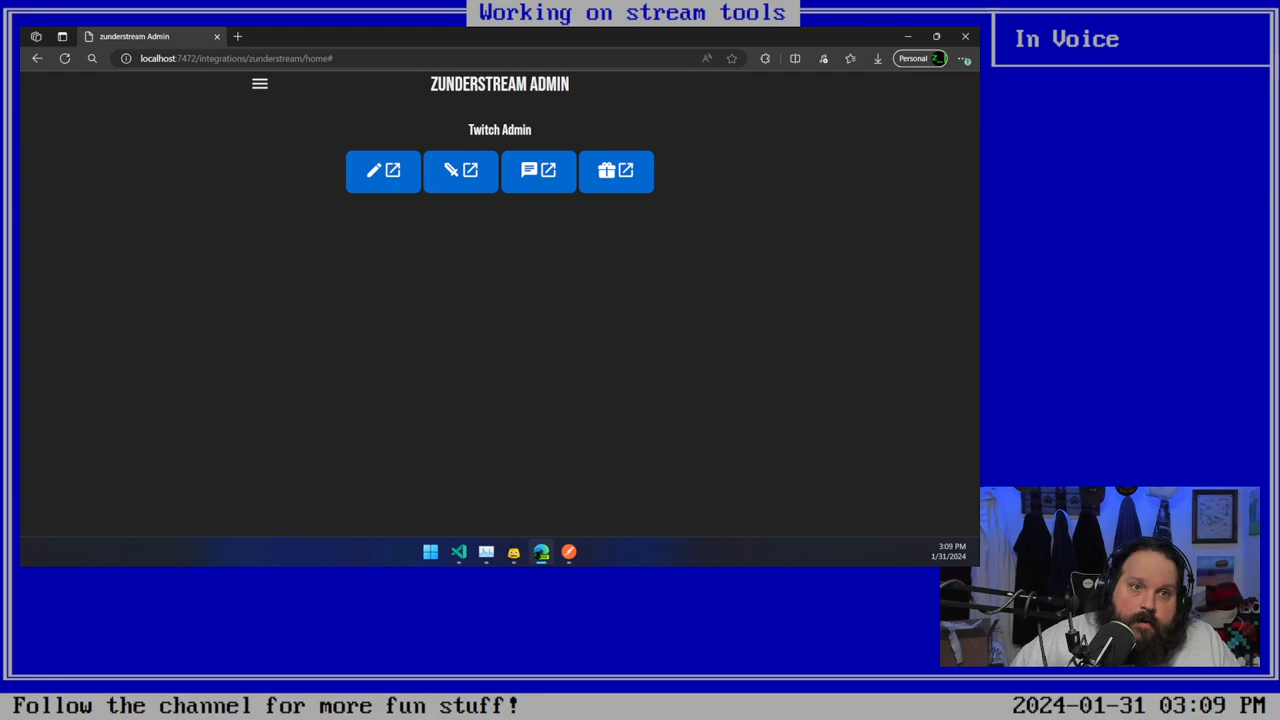 Working on stream tools
zunderstream Admin
localhost:7472/integrations/zunderstream/home#
Personal
ZUNDERSTREAM ADMIN
Twitch Admin
In Voice
3:09 PM
1/31/2024
Follow the channel for more fun stuff!
2024-01-31 03:09 PM